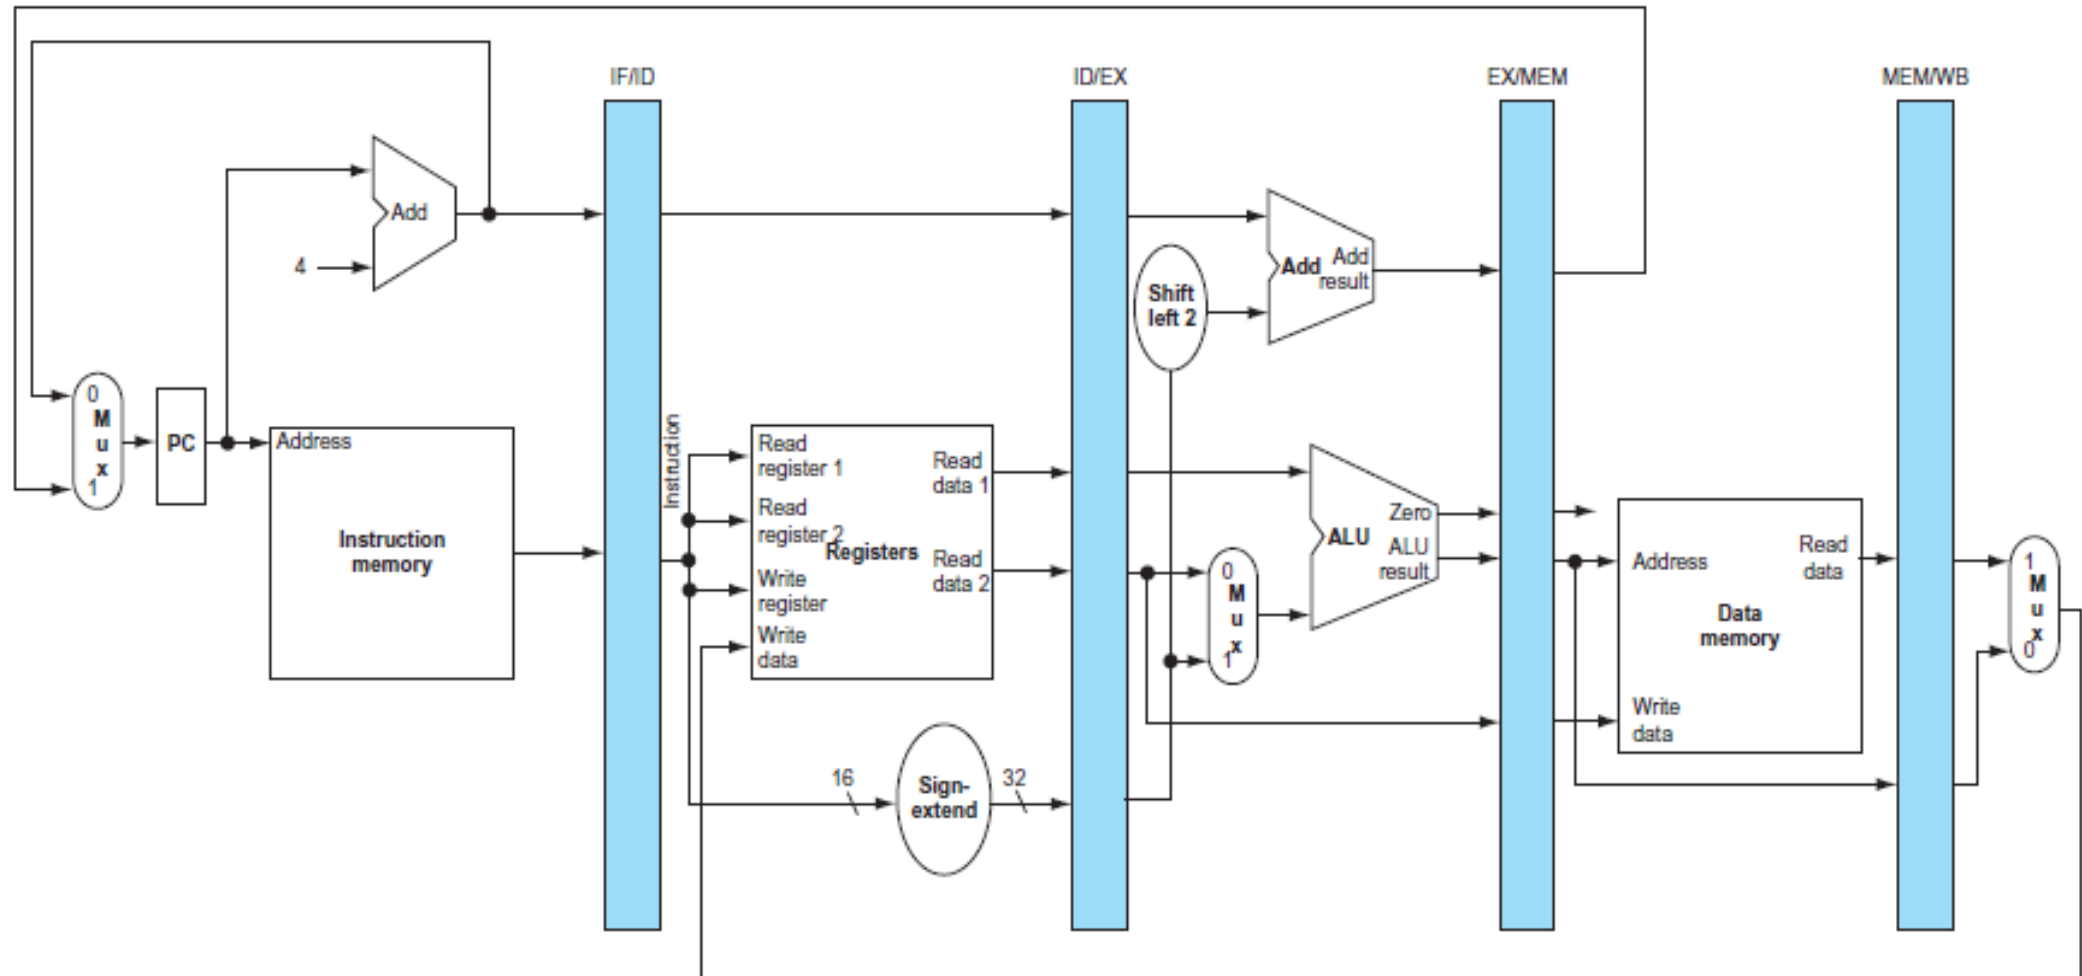 IF/ID
ID/EX
EX/MEM
MEM/WB
Add
4
Add
Add
result
Shift
left 2
0
M
u
x
1
PC
Address
Instruction
memory
Instruction
Read
register 1
Read
register 2
Registers
Write
register
Write
data
Read
data 1
Read
data 2
16
Sign-
extend
32
0
M
u
x
1
Zero
ALU
ALU
result
Address
Read
data
Data
memory
Write
data
1
M
u
x
0